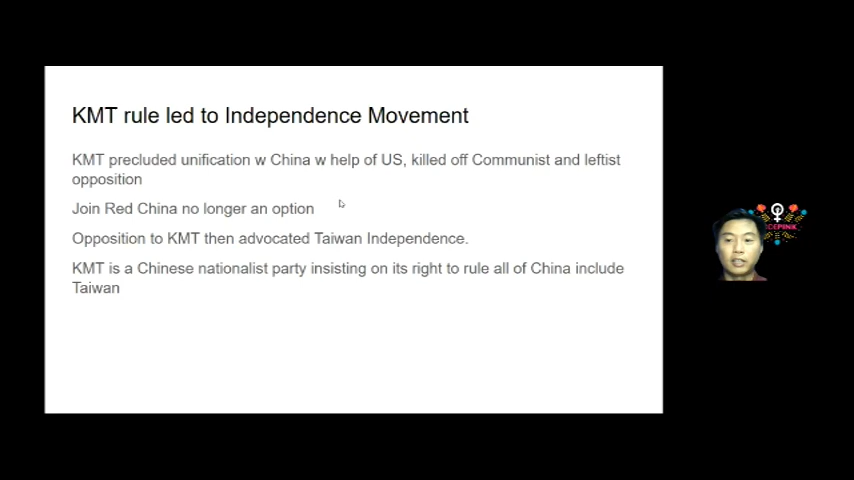 KMT rule led to Independence Movement
KMT precluded unification w China w help of US, killed off Communist and leftist
opposition
Join Red China no longer an option
Opposition to KMT then advocated Taiwan Independence.
KMT is a Chinese nationalist party insisting on its right to rule all of China include
Taiwan